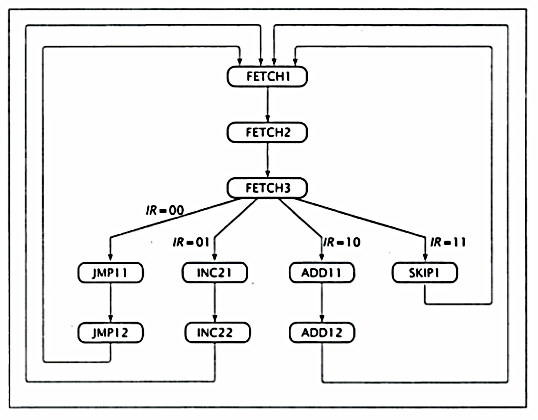 FETCH1
FETCH2
FETCH3
IR=00
IR=01
IR=10
IR=11
JMP11
INC21
ADD11
SKIP1
JMP12
INC22
ADD12